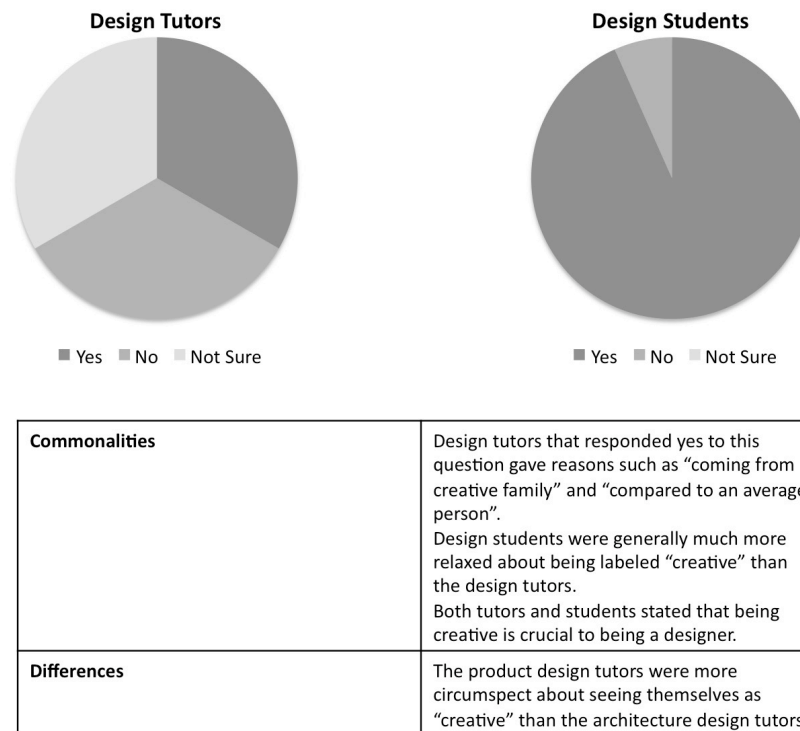 Design Tutors
Design Students
Yes No Not Sure
Yes No Not Sure
Commonalities
Design tutors that responded yes to this
question gave reasons such as “coming from
creative family” and “compared to an average
person”.
Design students were generally much more
relaxed about being labeled “creative” than
the design tutors.
Both tutors and students stated that being
creative is crucial to being a designer.
Differences
The product design tutors were more
circumspect about seeing themselves as
“creative” than the architecture design tutors